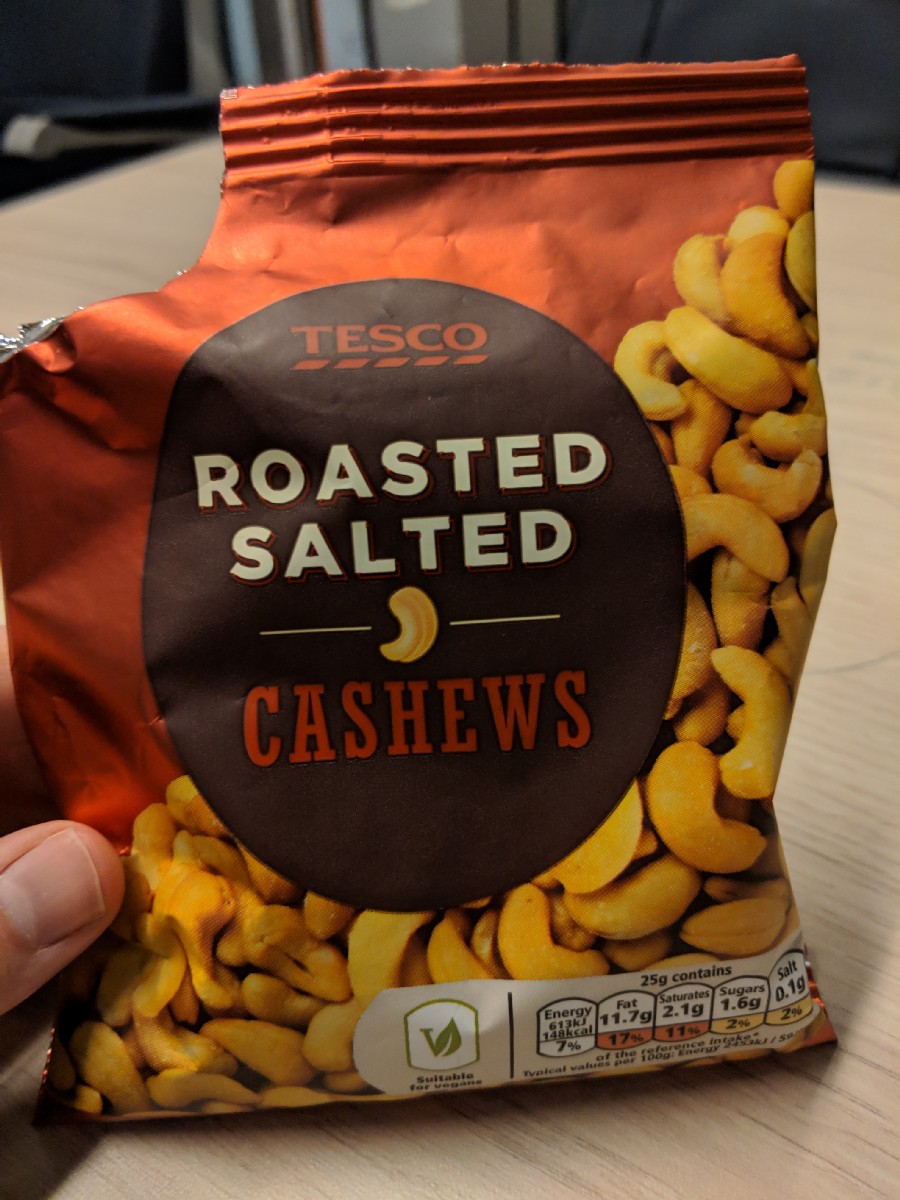 TESCO
ROASTED
SALTED
CASHEWS
25g contains
Energy
613kJ
148kcal
7%
Fat
11.7g
17%
Saturates
2.1g
11%
Sugars
1.6g
2%
Salt
0.1g
2%
of the reference intake*
Typical values per 100g: Energy 2453kJ /
V
Suitable
for vegans